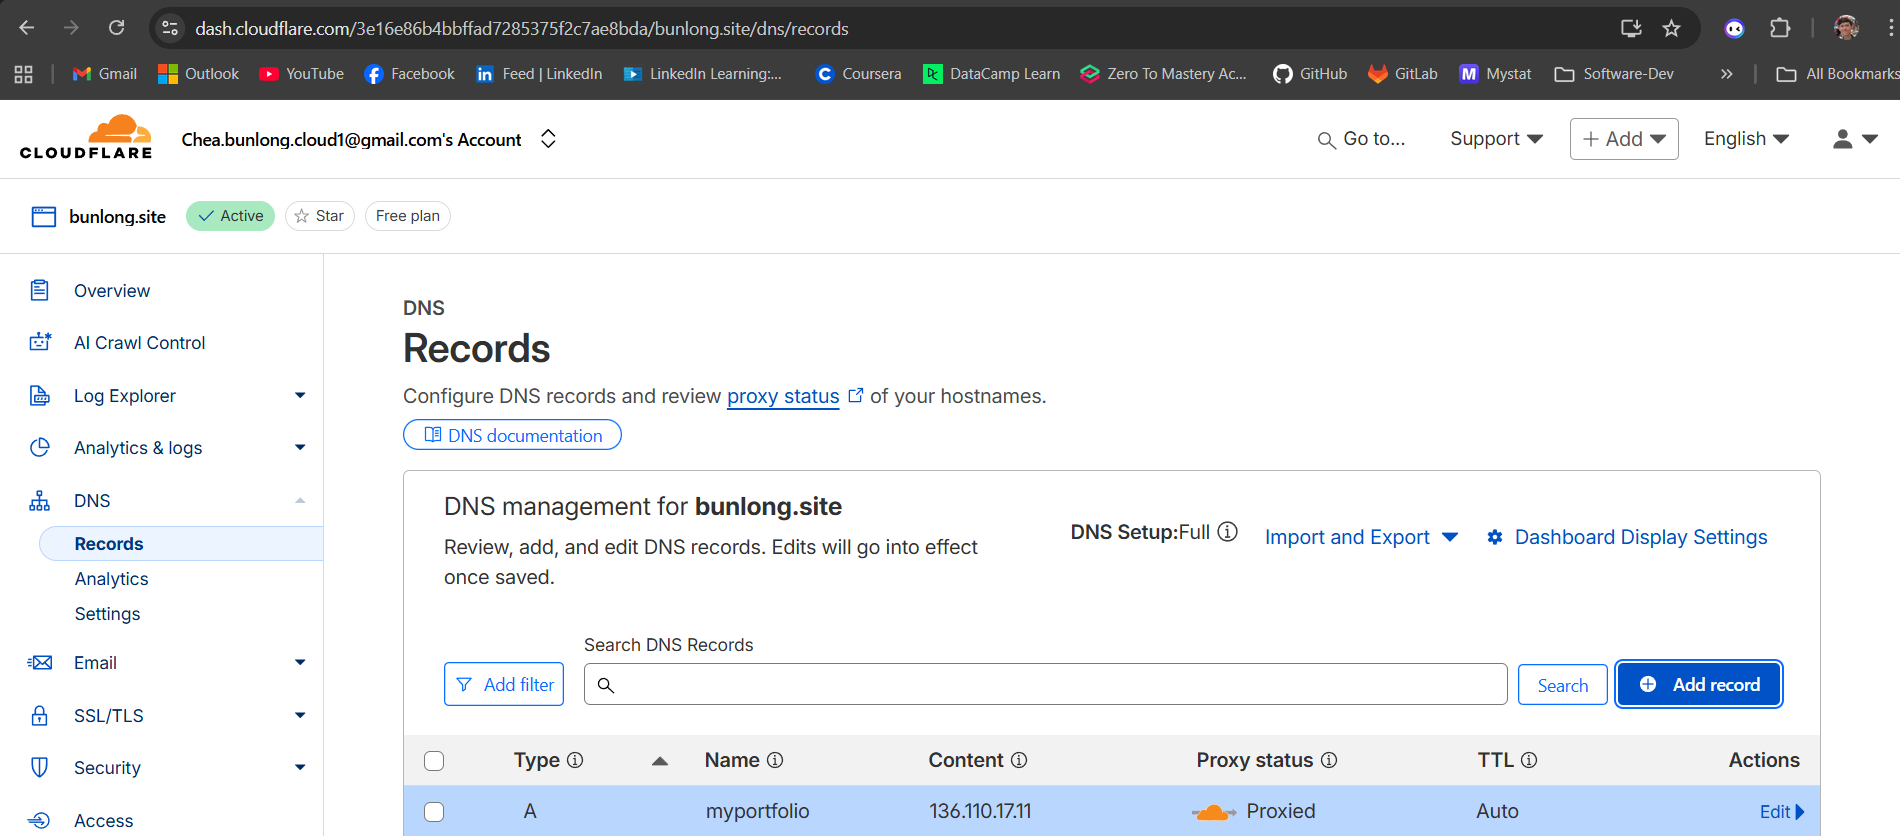 dash.cloudflare.com/3e16e86b4bbffad7285375f2c7ae8bda/bunlong.site/dns/records
Gmail Outlook YouTube Facebook Feed | LinkedIn LinkedIn Learning:... Coursera DataCamp Learn Zero To Mastery Ac... GitHub GitLab Mystat Software-Dev » All Bookmarks
CLOUDFLARE Chea.bunlong.cloud1@gmail.com's Account Go to... Support + Add English
bunlong.site Active Star Free plan
Overview
AI Crawl Control
Log Explorer
Analytics & logs
DNS
Records
Analytics
Settings
Email
SSL/TLS
Security
Access
DNS
Records
Configure DNS records and review proxy status of your hostnames.
DNS documentation
DNS management for bunlong.site
Review, add, and edit DNS records. Edits will go into effect
once saved.
DNS Setup:Full Import and Export Dashboard Display Settings
Search DNS Records
Add filter Search Add record
Type Name Content Proxy status TTL Actions
A myportfolio 136.110.17.11 Proxied Auto Edit